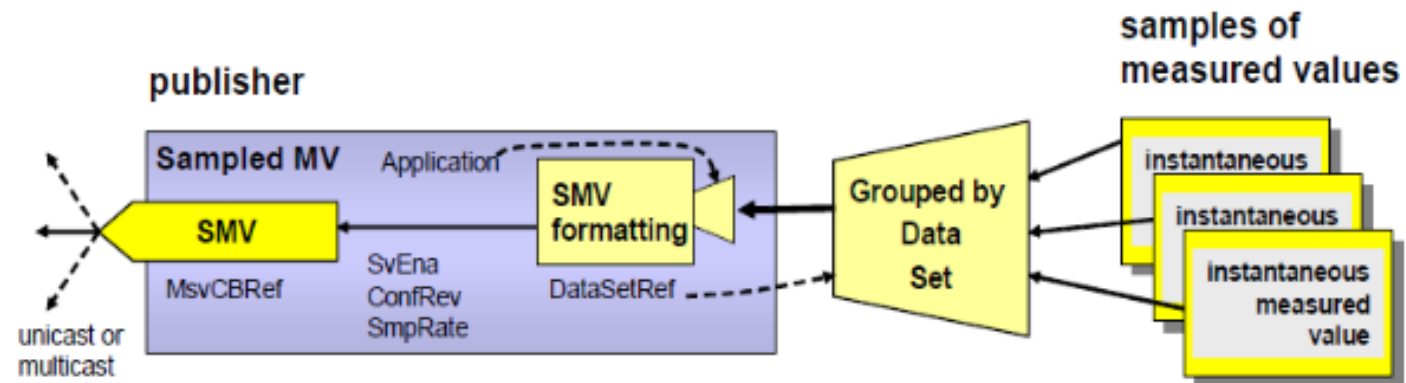 samples of
measured values
publisher
Sampled MV
Application
SMV
formatting
SMV
SvEna
ConfRev
SmpRate
MsvCBRef
DataSetRef
unicast or
multicast
Grouped by
Data
Set
instantaneous
instantaneous
instantaneous
measured
value